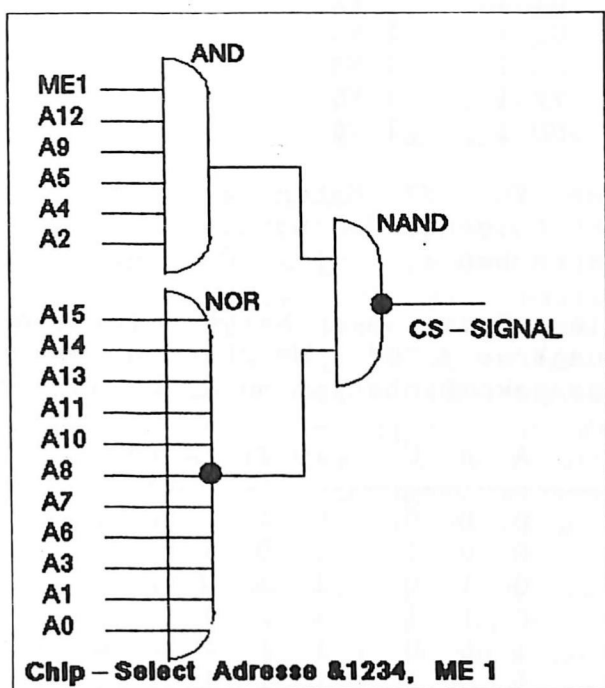 AND
ME1
A12
A9
A5
A4
A2
NAND
CS-SIGNAL
NOR
A15
A14
A13
A11
A10
A8
A7
A6
A3
A1
A0
Chip-Select Adresse &1234, ME 1